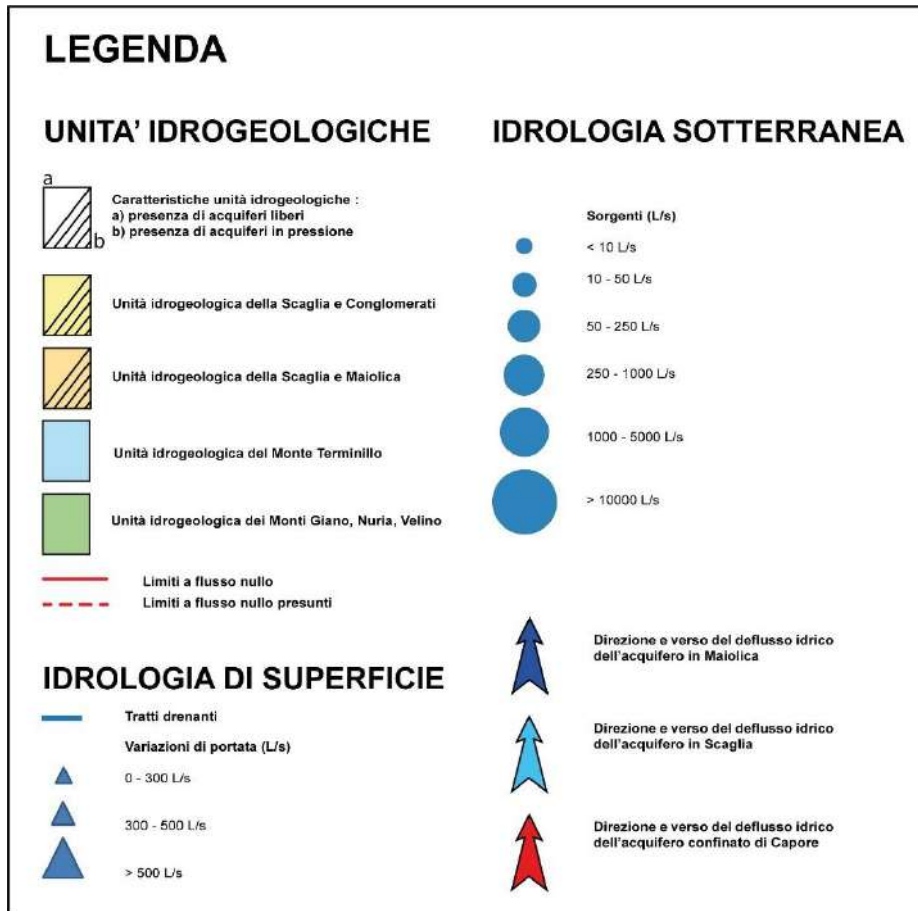 LEGENDA
UNITA' IDROGEOLOGICHE
a
b
Caratteristiche unità idrogeologiche :
a) presenza di acquiferi liberi
b) presenza di acquiferi in pressione
Unità idrogeologica della Scaglia e Conglomerati
Unità idrogeologica della Scaglia e Maiolica
Unità idrogeologica del Monte Terminillo
Unità idrogeologica dei Monti Giano, Nuria, Velino
Limiti a flusso nullo
Limiti a flusso nullo presunti
IDROLOGIA DI SUPERFICIE
Tratti drenanti
Variazioni di portata (L/s)
0 - 300 L/s
300 - 500 L/s
> 500 L/s
IDROLOGIA SOTTERRANEA
Sorgenti (L/s)
< 10 L/s
10 - 50 L/s
50 - 250 L/s
250 - 1000 L/s
1000 - 5000 L/s
> 10000 L/s
Direzione e verso del deflusso idrico
dell'acquifero in Maiolica
Direzione e verso del deflusso idrico
dell'acquifero in Scaglia
Direzione e verso del deflusso idrico
dell'acquifero confinato di Capore